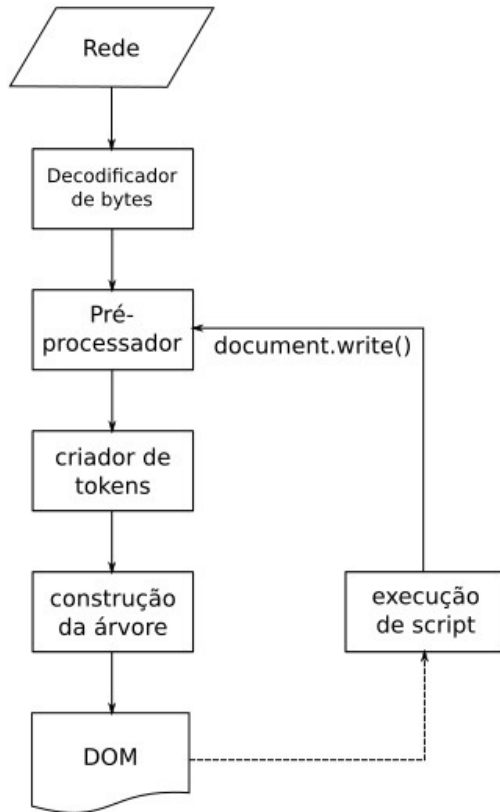 Rede
Decodificador
de bytes
Pré-
processador
document.write()
criador de
tokens
construção
da árvore
execução
de script
DOM